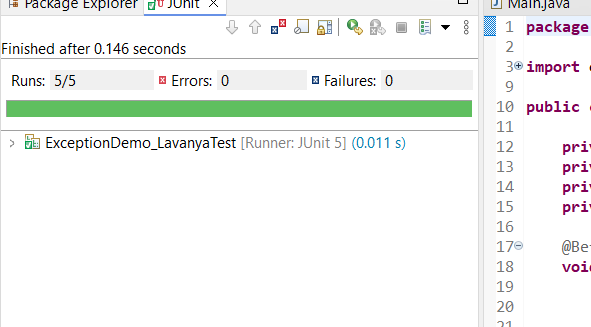 Package Explorer JUnit
Finished after 0.146 seconds
Runs: 5/5 Errors: 0 Failures: 0
ExceptionDemo_LavanyaTest [Runner: JUnit 5] (0.011 s)
Main.java
1 package
2
3 import
9
10 public
11
12 priv
13 priv
14 priv
15 priv
16
17 @Be
18 void
19
20
21